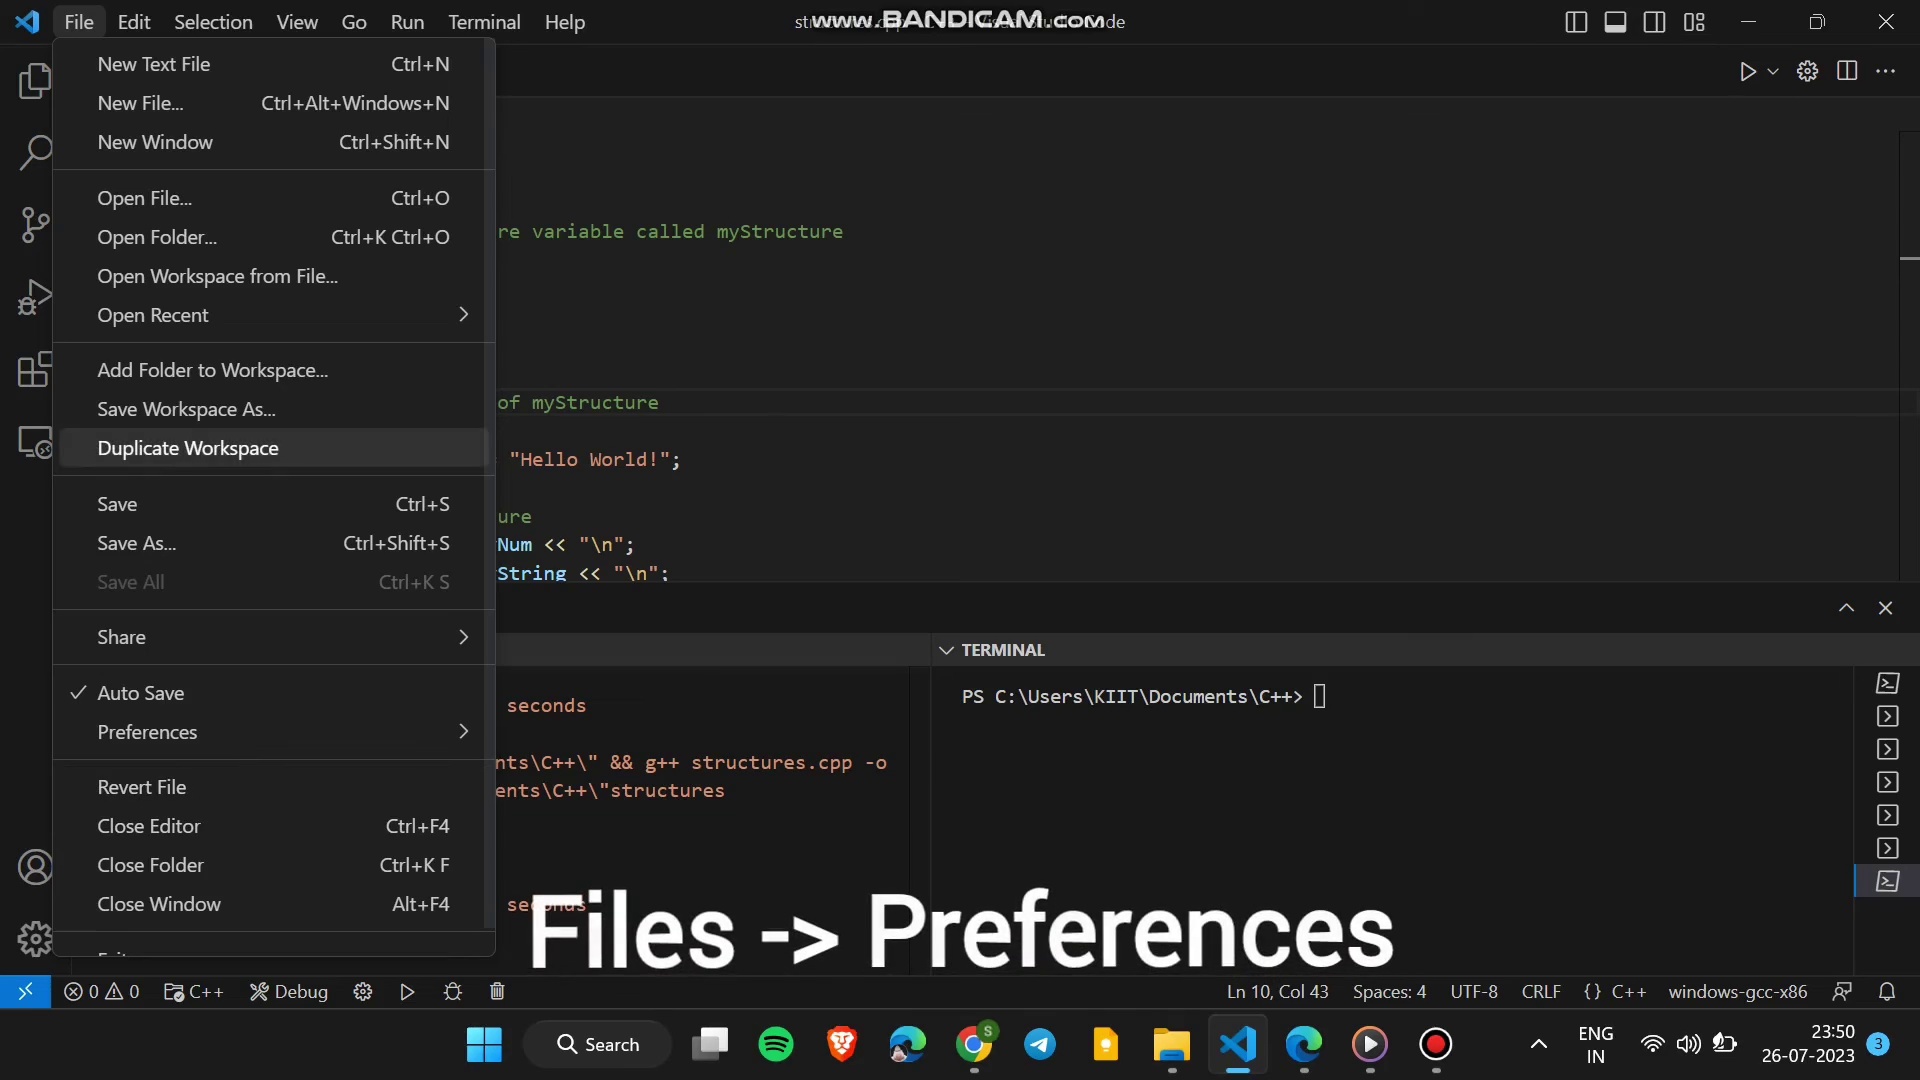 File Edit Selection View Go Run Terminal Help
www.BANDICAM.com
New Text File Ctrl+N
New File... Ctrl+Alt+Windows+N
New Window Ctrl+Shift+N
Open File... Ctrl+O
Open Folder... Ctrl+K Ctrl+O
re variable called myStructure
Open Workspace from File...
Open Recent
Add Folder to Workspace...
Save Workspace As...
of myStructure
Duplicate Workspace
"Hello World!";
Save Ctrl+S
ure
Save As... Ctrl+Shift+S
Num << "\n";
Save All Ctrl+K S
String << "\n";
Share
TERMINAL
Auto Save
seconds
PS C:\Users\KIIT\Documents\C++>
Preferences
nts\C++\" && g++ structures.cpp -o
Revert File
ents\C++\"structures
Close Editor Ctrl+F4
Close Folder Ctrl+K F
Close Window Alt+F4
seconds
Files -> Preferences
0 0 C++ Debug Ln 10, Col 43 Spaces: 4 UTF-8 CRLF {} C++ windows-gcc-x86
Search
S
ENG
IN
23:50
26-07-2023
3